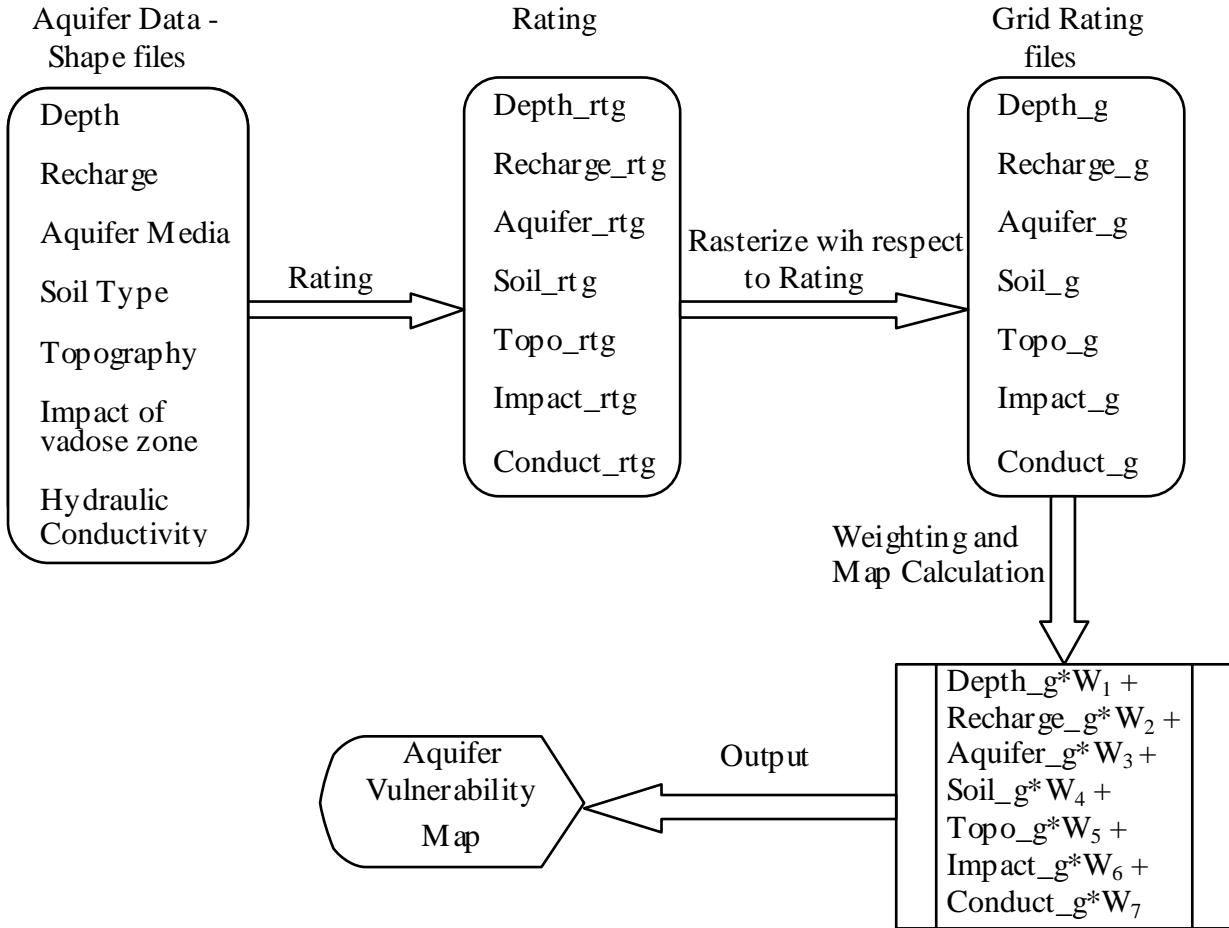 Aquifer Data -
Shape files
Depth
Recharge
Aquifer Media
Soil Type
Topography
Impact of
vadose zone
Hydraulic
Conductivity
Rating
Rating
Depth_rtg
Recharge_rtg
Aquifer_rtg
Soil_rtg
Topo_rtg
Impact_rtg
Conduct_rtg
Rasterize wih respect
to Rating
Grid Rating
files
Depth_g
Recharge_g
Aquifer_g
Soil_g
Topo_g
Impact_g
Conduct_g
Weighting and
Map Calculation
Depth_g*W₁ +
Recharge_g*W₂ +
Aquifer_g*W₃ +
Soil_g*W₄ +
Topo_g*W₅ +
Impact_g*W₆ +
Conduct_g*W₇
Output
Aquifer
Vulnerability
Map